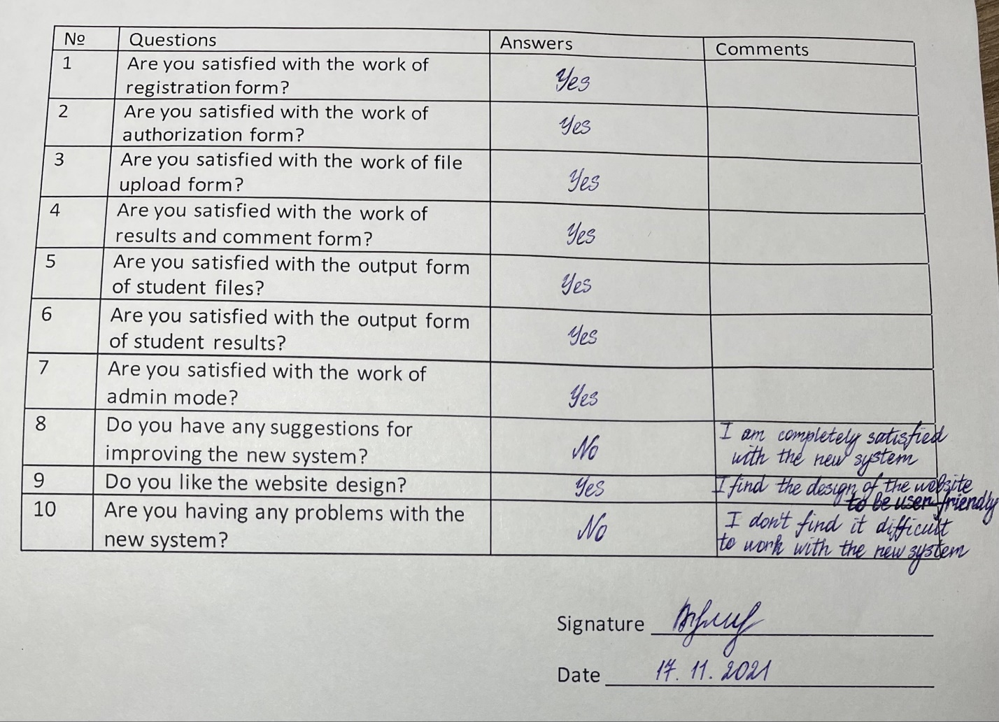 № Questions Answers Comments
1 Are you satisfied with the work of
registration form? Yes
2 Are you satisfied with the work of
authorization form? Yes
3 Are you satisfied with the work of file
upload form? Yes
4 Are you satisfied with the work of
results and comment form? Yes
5 Are you satisfied with the output form
of student files? Yes
6 Are you satisfied with the output form
of student results? Yes
7 Are you satisfied with the work of
admin mode? Yes
8 Do you have any suggestions for
improving the new system? No
I am completely satisfied
with the new system
9 Do you like the website design? Yes
I find the design of the website
to be user-friendly
10 Are you having any problems with the
new system? No
I don't find it difficult
to work with the new system
Signature
Date 17.11.2021